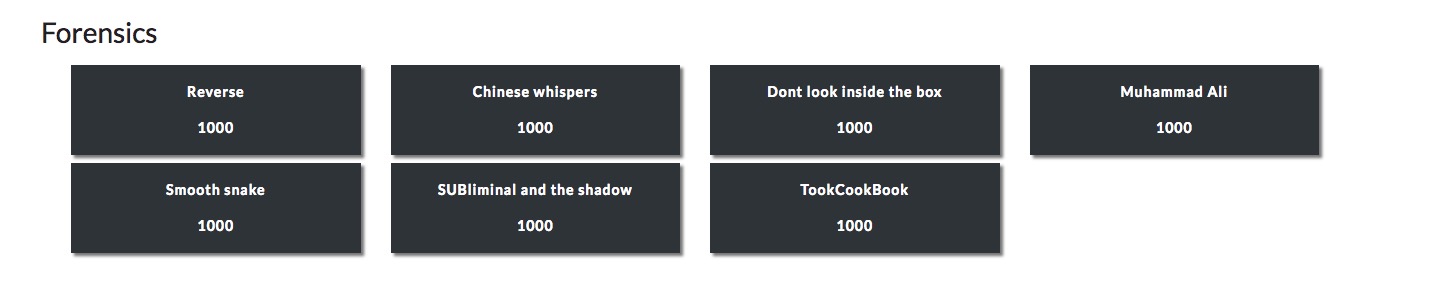 Forensics
Reverse
1000
Chinese whispers
1000
Dont look inside the box
1000
Muhammad Ali
1000
Smooth snake
1000
SUBliminal and the shadow
1000
TookCookBook
1000